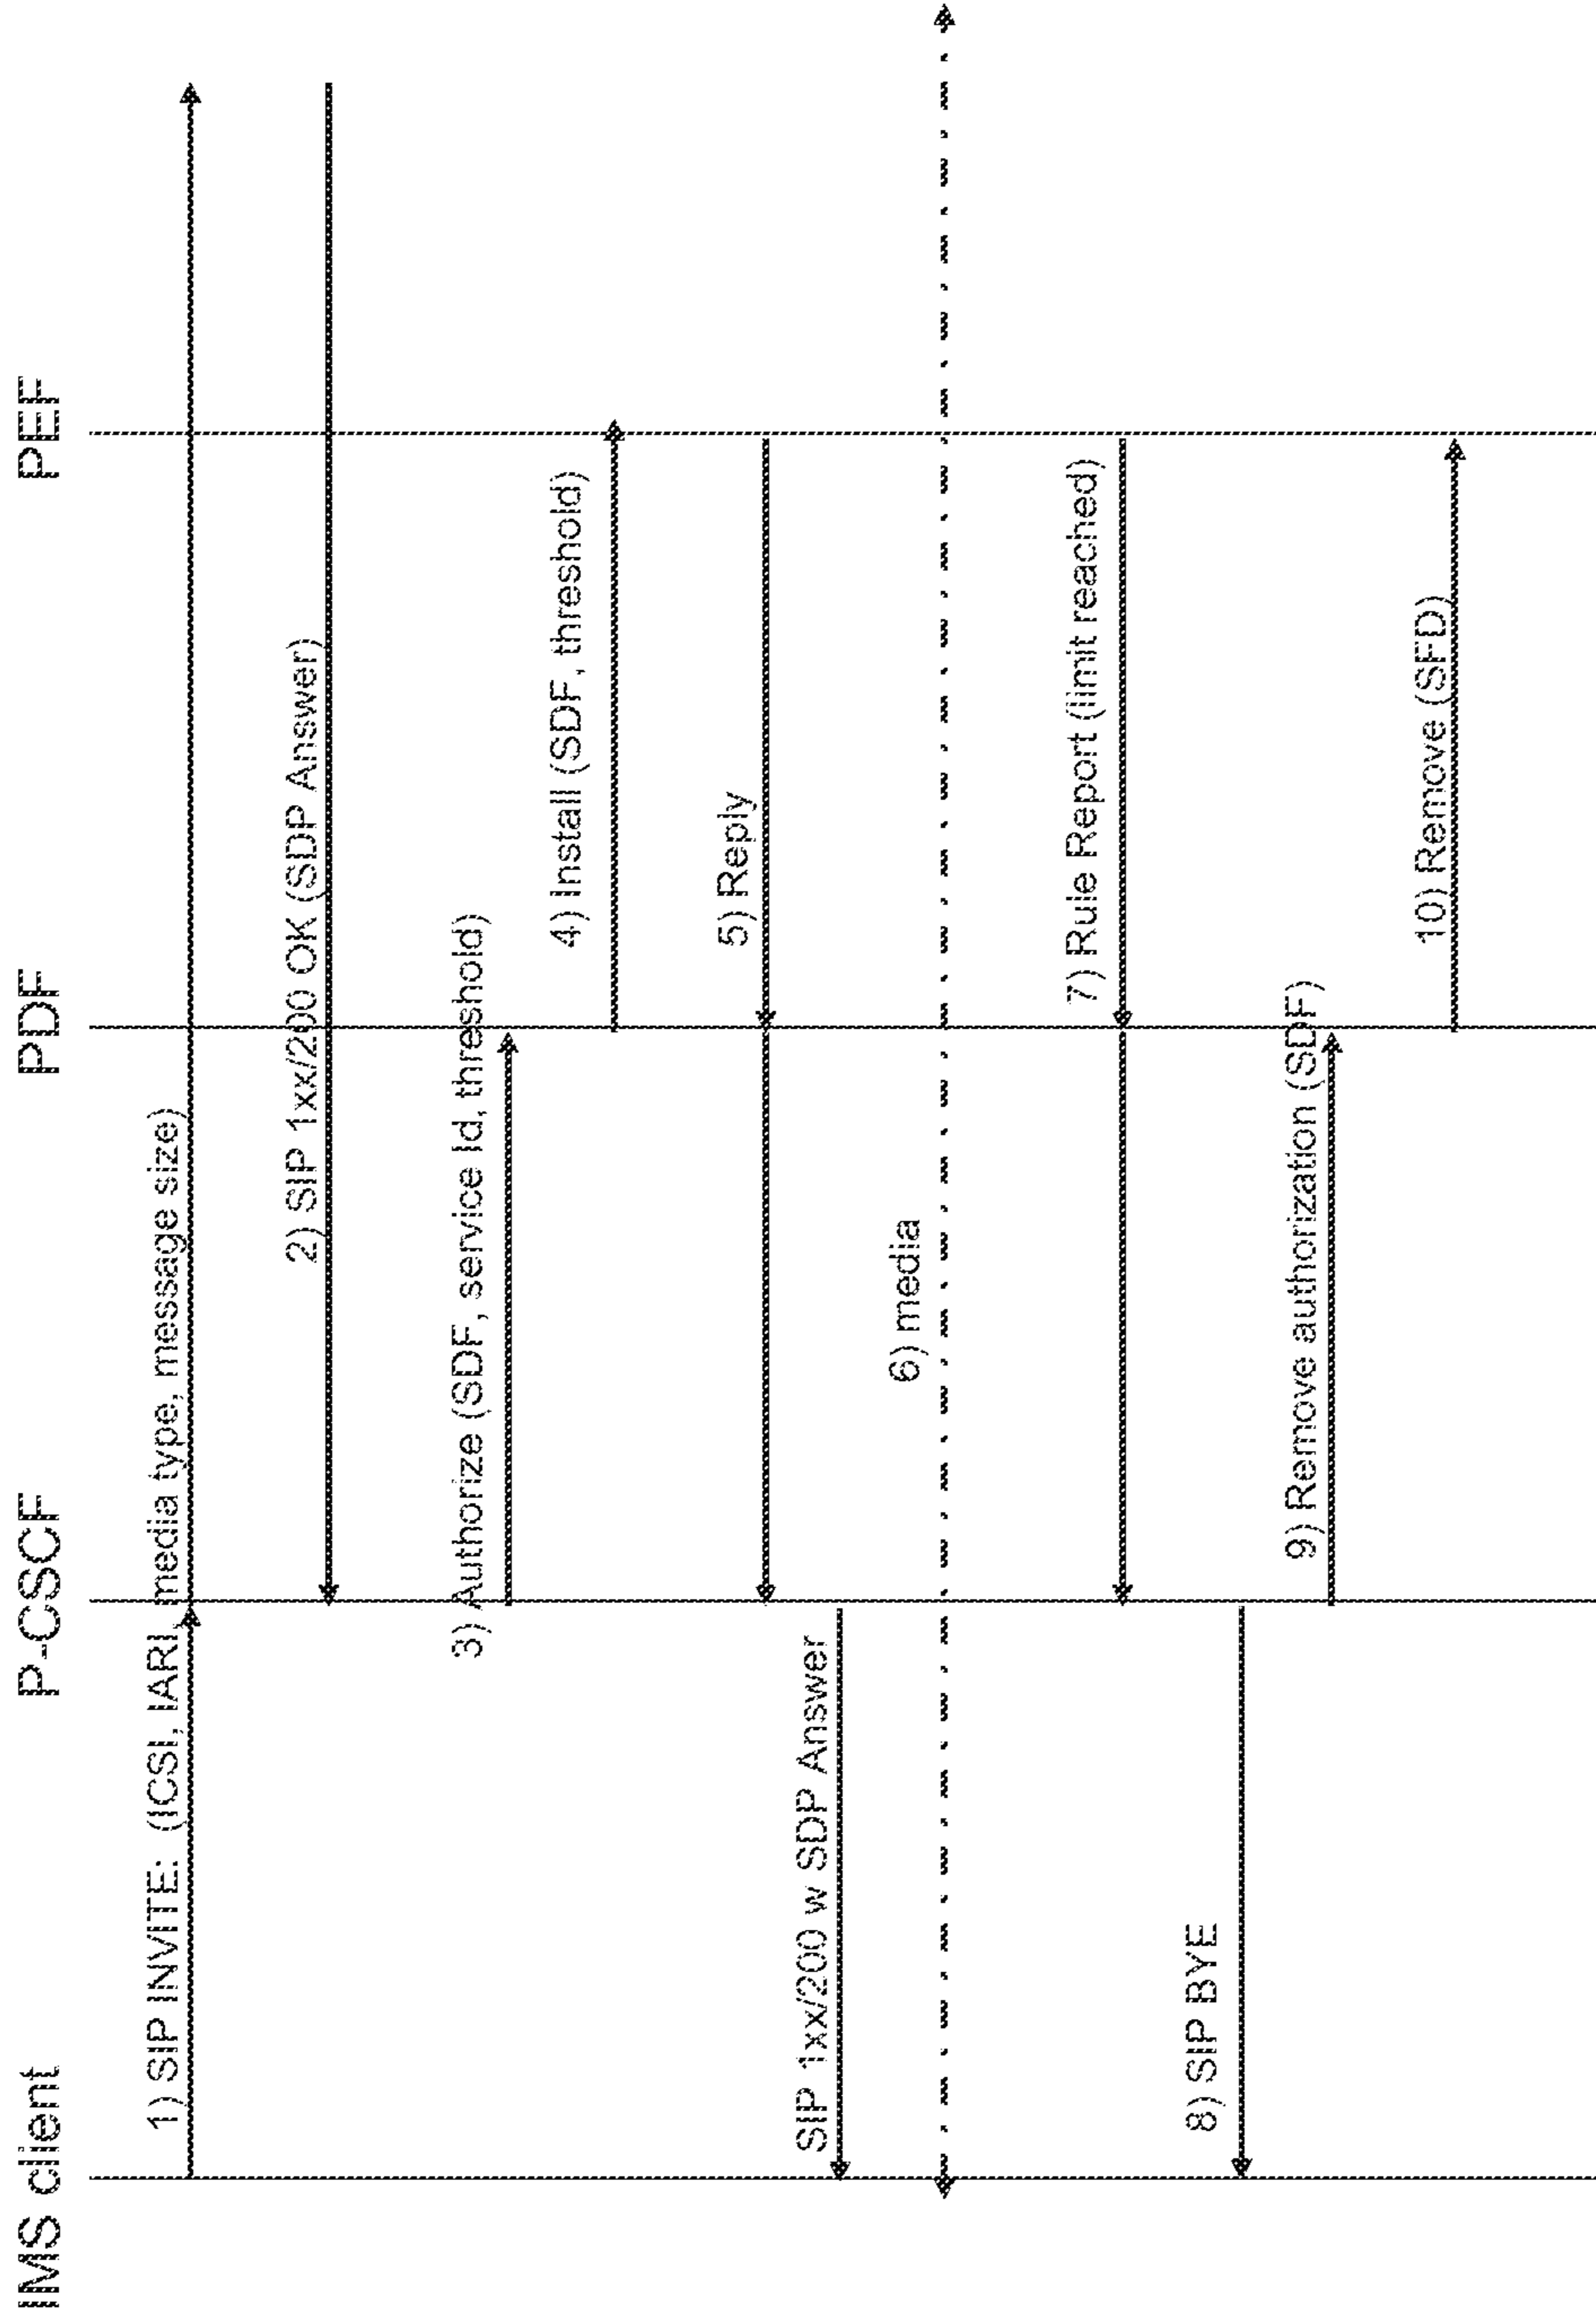 IMS client
P-CSCF
PDF
PEF
1) SIP INVITE: (ICSI, IARI, media type, message size)
2) SIP 1xx/200 OK (SDP Answer)
3) Authorize (SDF, service Id, threshold)
4) Install (SDF, threshold)
5) Reply
SIP 1xx/200 w SDP Answer
6) media
7) Rule Report (limit reached)
8) SIP BYE
9) Remove authorization (SDF)
10) Remove (SFD)